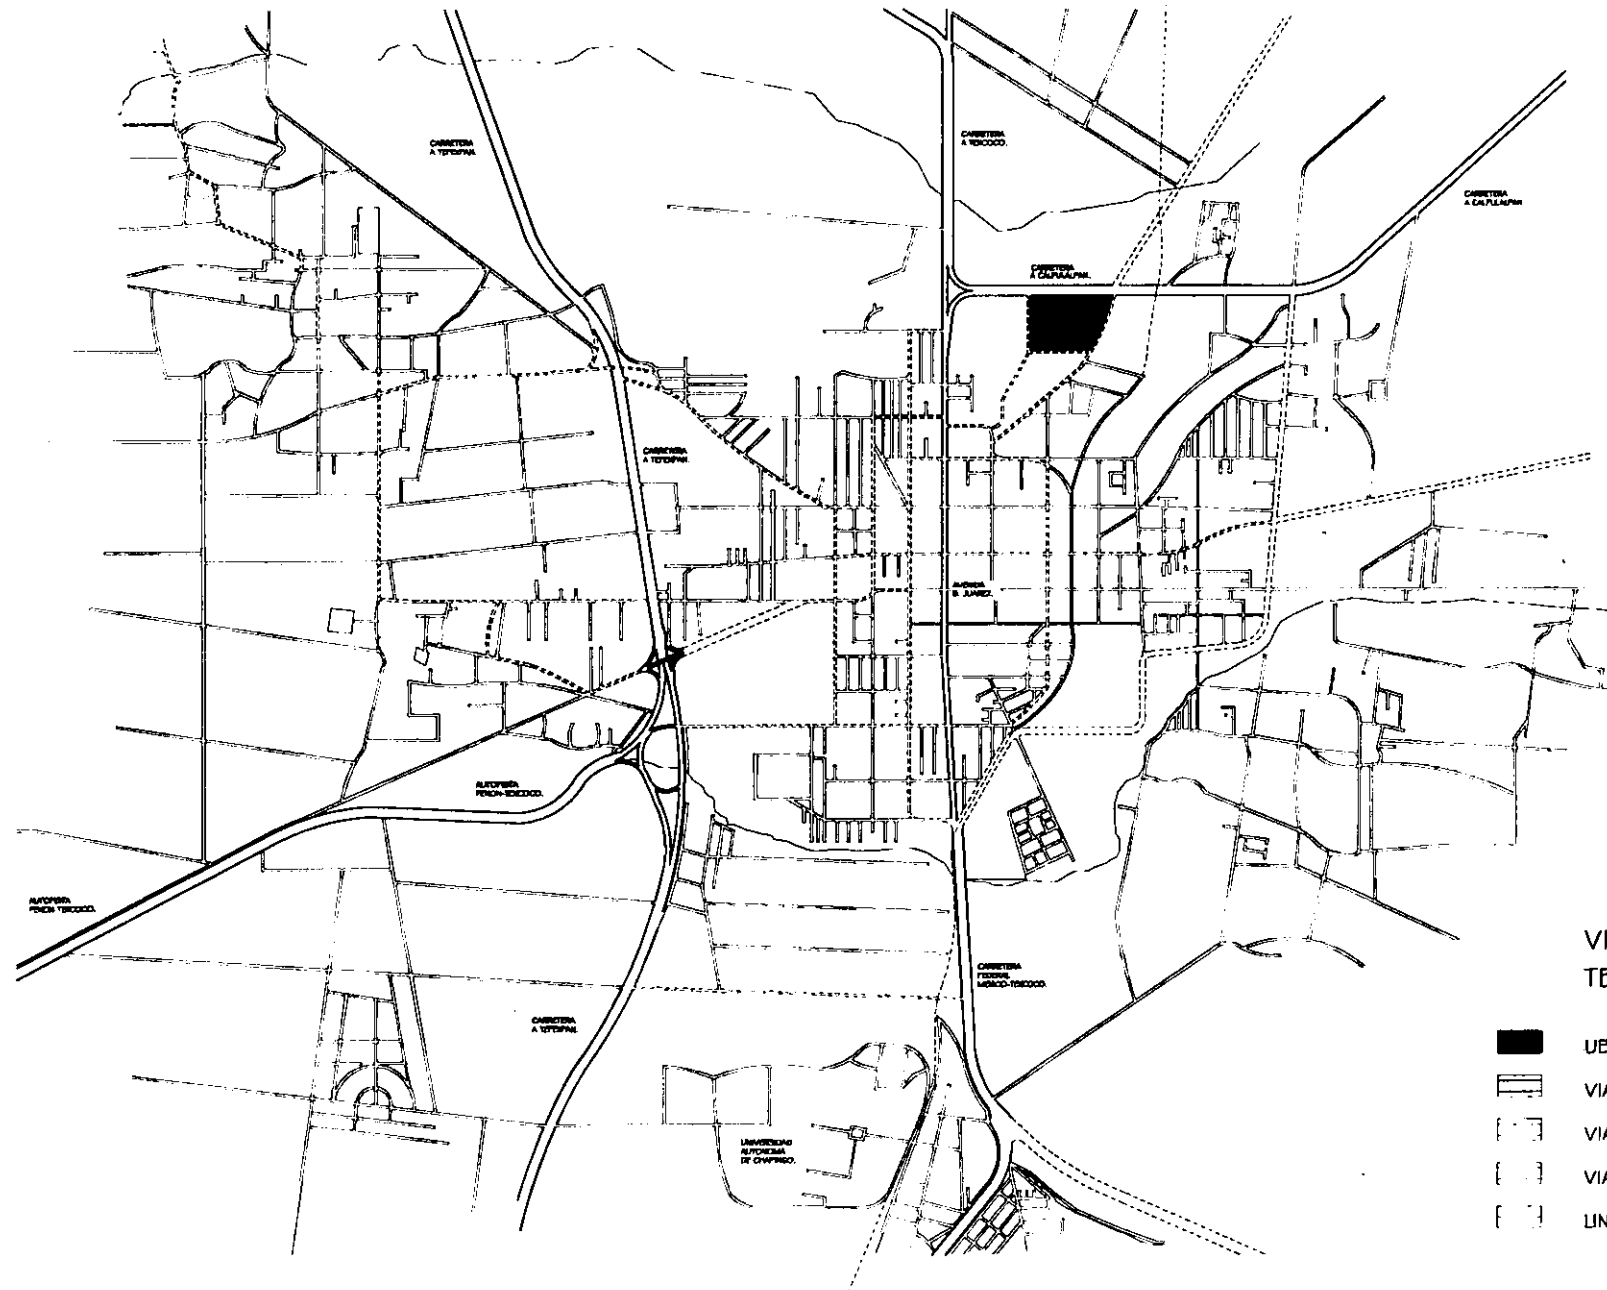 CARRETERA
A TEPEXPAN.
CARRETERA
A TEXCOCO.
CARRETERA
A CALPULALPAN
CARRETERA
A CALPULALPAN.
CARRETERA
A TEPEXPAN.
AVENIDA
B. JUAREZ.
AUTOPISTA
PEÑON-TEXCOCO.
AUTOPISTA
PEÑON-TEXCOCO.
CARRETERA
FEDERAL
MEXICO-TEXCOCO.
CARRETERA
A TEPEXPAN.
UNIVERSIDAD
AUTONOMA
DE CHAPINGO.
VI
TE
UB
VIA
VIA
VIA
LIN